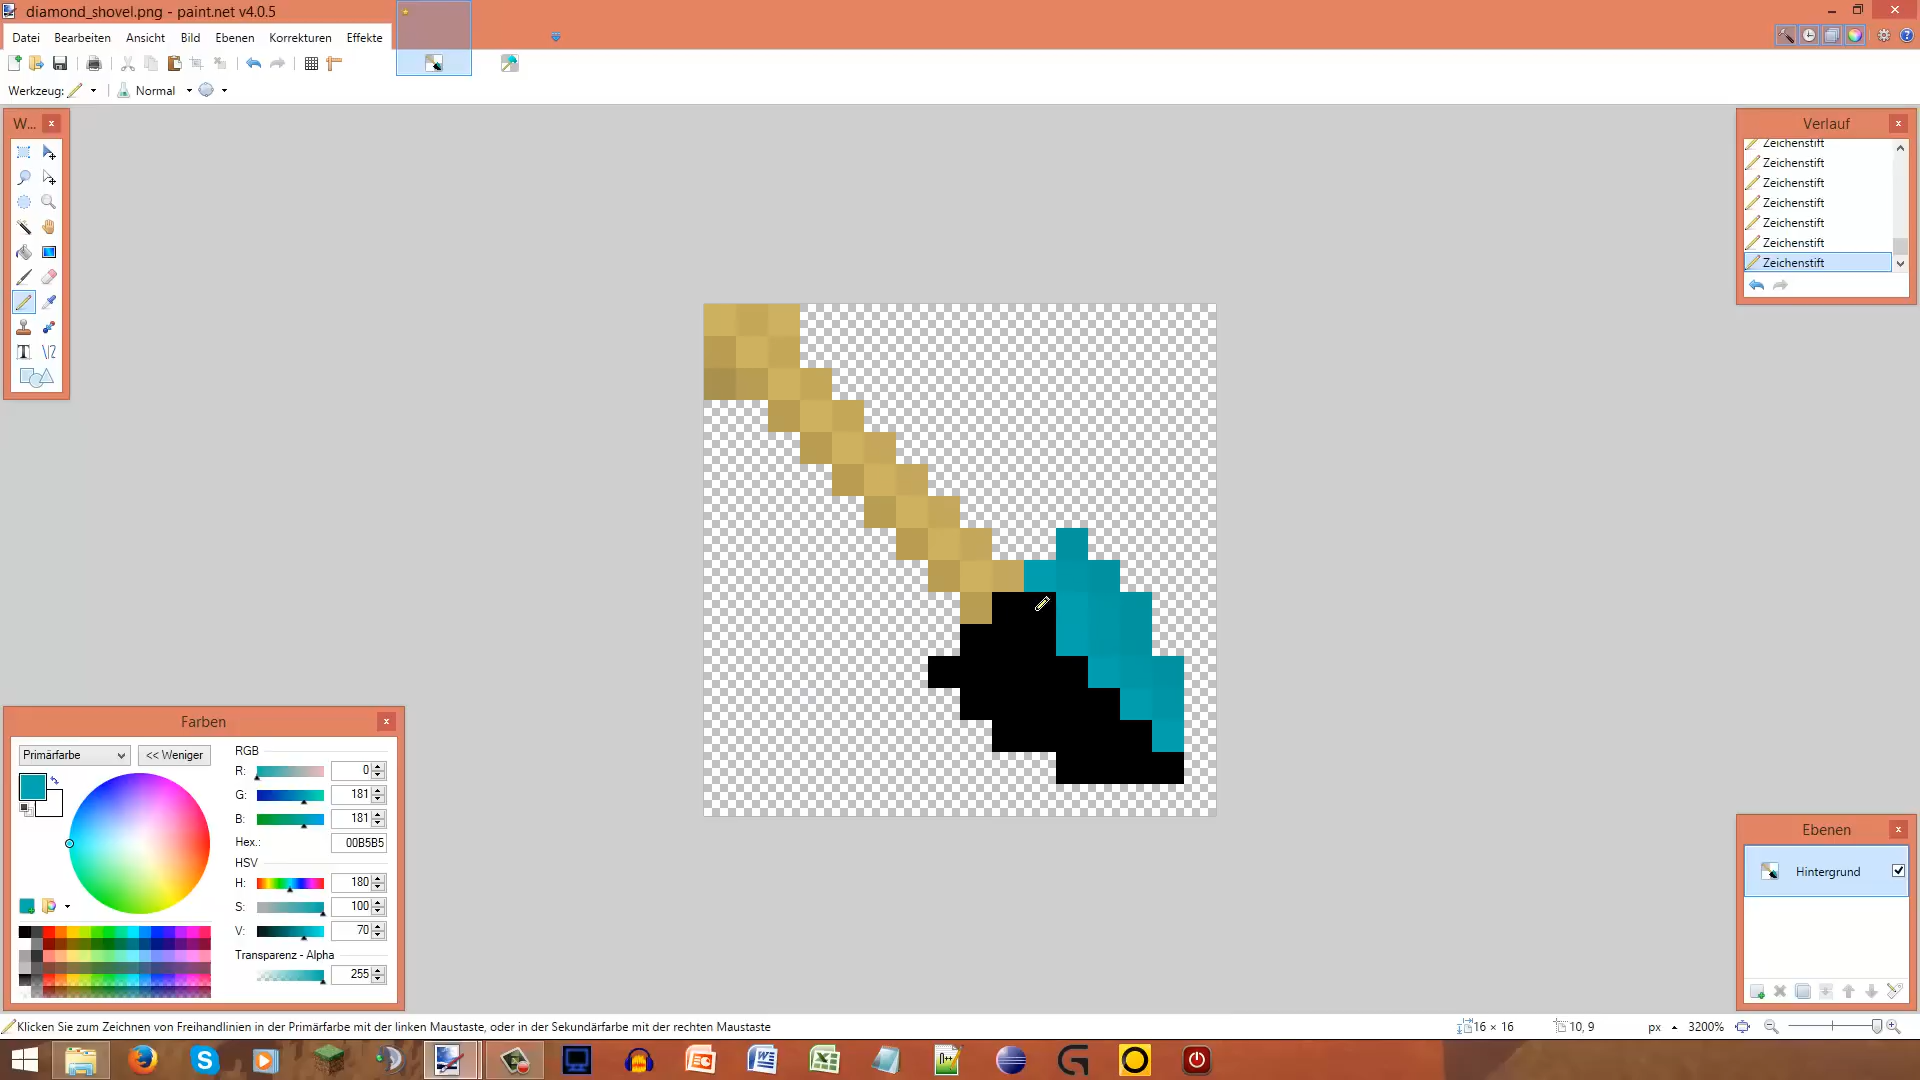 diamond_shovel.png - paint.net v4.0.5
Datei Bearbeiten Ansicht Bild Ebenen Korrekturen Effekte
Werkzeug: Normal
W...
Verlauf
Zeichenstift
Zeichenstift
Zeichenstift
Zeichenstift
Zeichenstift
Zeichenstift
Zeichenstift
Farben
Primärfarbe << Weniger
RGB
R: 0
G: 181
B: 181
Hex.: 00B5B5
HSV
H: 180
S: 100
V: 70
Transparenz - Alpha
255
Ebenen
Hintergrund
Klicken Sie zum Zeichnen von Freihandlinien in der Primärfarbe mit der linken Maustaste, oder in der Sekundärfarbe mit der rechten Maustaste
16 × 16 10, 9 px 3200%